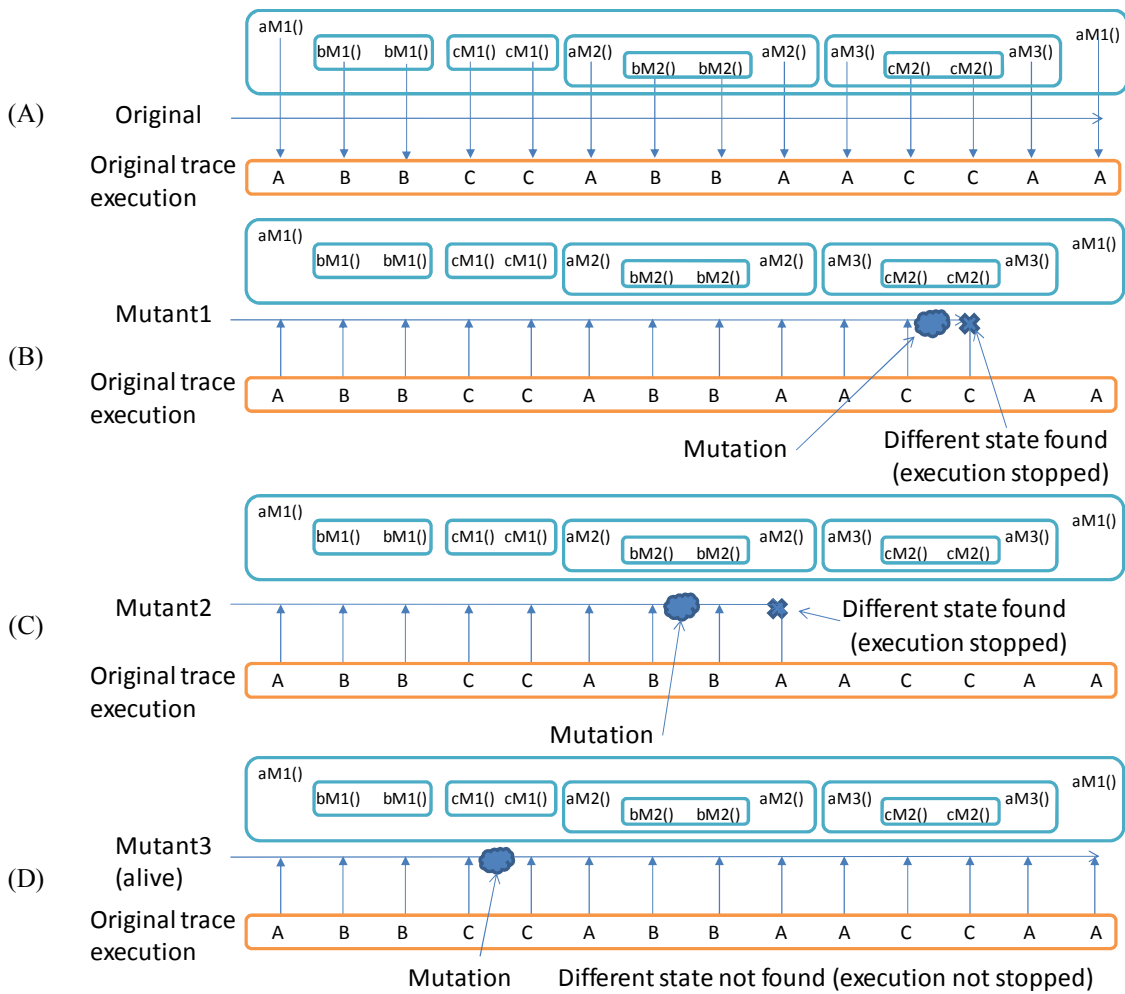 aM1() aM1()
bM1() bM1() cM1() cM1() aM2() aM2() aM3() aM3()
bM2() bM2() cM2() cM2()
(A) Original
Original trace
execution
A B B C C A B B A A C C A A
aM1() aM1()
bM1() bM1() cM1() cM1() aM2() aM2() aM3() aM3()
bM2() bM2() cM2() cM2()
Mutant1
(B)
Original trace
execution
A B B C C A B B A A C C A A
Mutation
Different state found
(execution stopped)
aM1() aM1()
bM1() bM1() cM1() cM1() aM2() aM2() aM3() aM3()
bM2() bM2() cM2() cM2()
Mutant2
Different state found
(execution stopped)
(C)
Original trace
execution
A B B C C A B B A A C C A A
Mutation
aM1() aM1()
bM1() bM1() cM1() cM1() aM2() aM2() aM3() aM3()
bM2() bM2() cM2() cM2()
Mutant3
(alive)
(D)
Original trace
execution
A B B C C A B B A A C C A A
Mutation
Different state not found (execution not stopped)